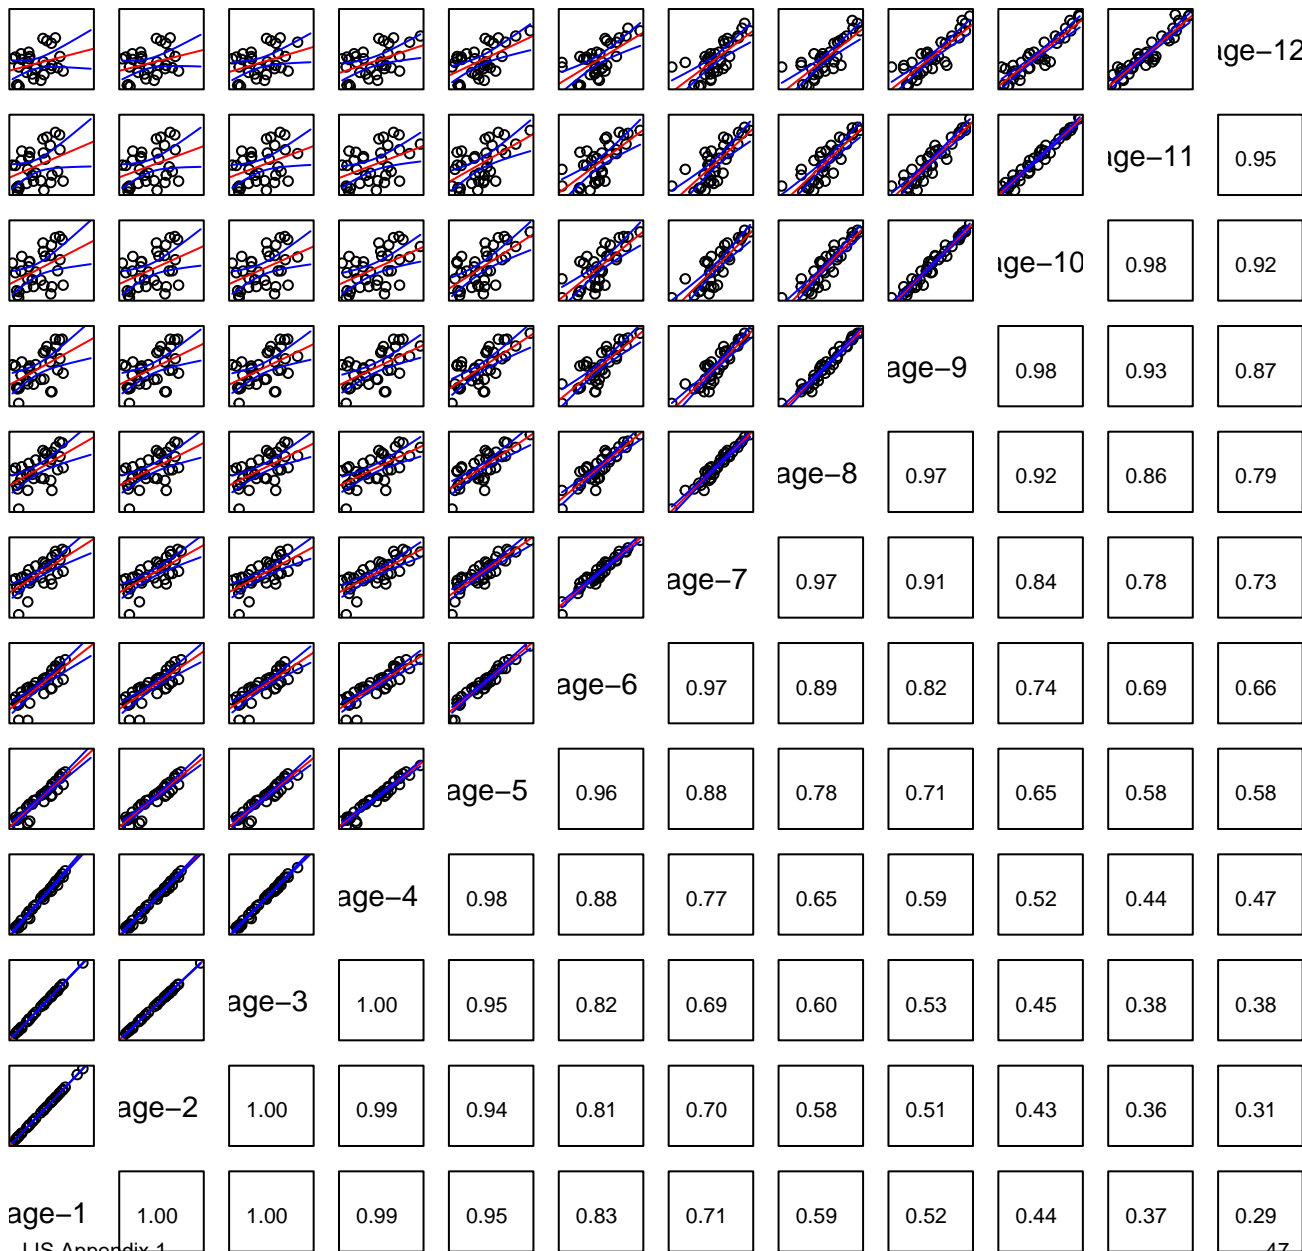 age−12
age−11 0.95
age−10 0.98 0.92
age−9 0.98 0.93 0.87
age−8 0.97 0.92 0.86 0.79
age−7 0.97 0.91 0.84 0.78 0.73
age−6 0.97 0.89 0.82 0.74 0.69 0.66
age−5 0.96 0.88 0.78 0.71 0.65 0.58 0.58
age−4 0.98 0.88 0.77 0.65 0.59 0.52 0.44 0.47
age−3 1.00 0.95 0.82 0.69 0.60 0.53 0.45 0.38 0.38
age−2 1.00 0.99 0.94 0.81 0.70 0.58 0.51 0.43 0.36 0.31
age−1 1.00 1.00 0.99 0.95 0.83 0.71 0.59 0.52 0.44 0.37 0.29
LIS Appendix 1 47